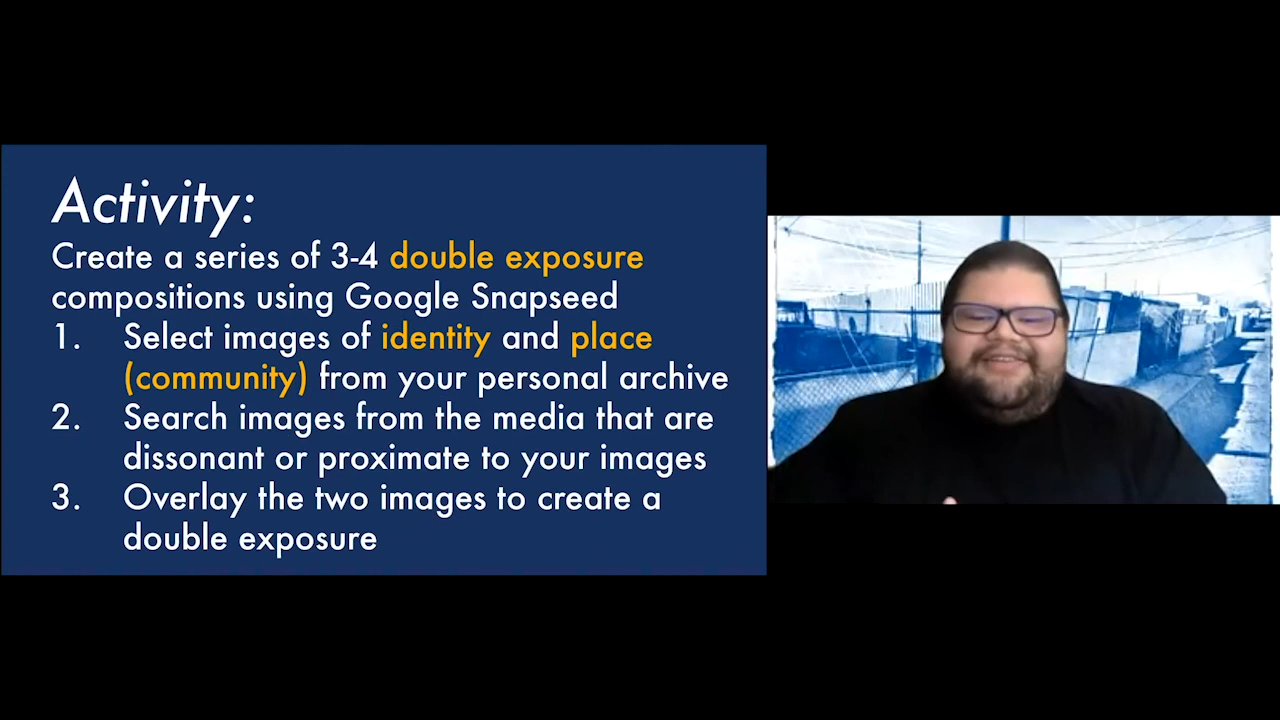 Activity:
Create a series of 3-4 double exposure
compositions using Google Snapseed
1. Select images of identity and place
(community) from your personal archive
2. Search images from the media that are
dissonant or proximate to your images
3. Overlay the two images to create a
double exposure